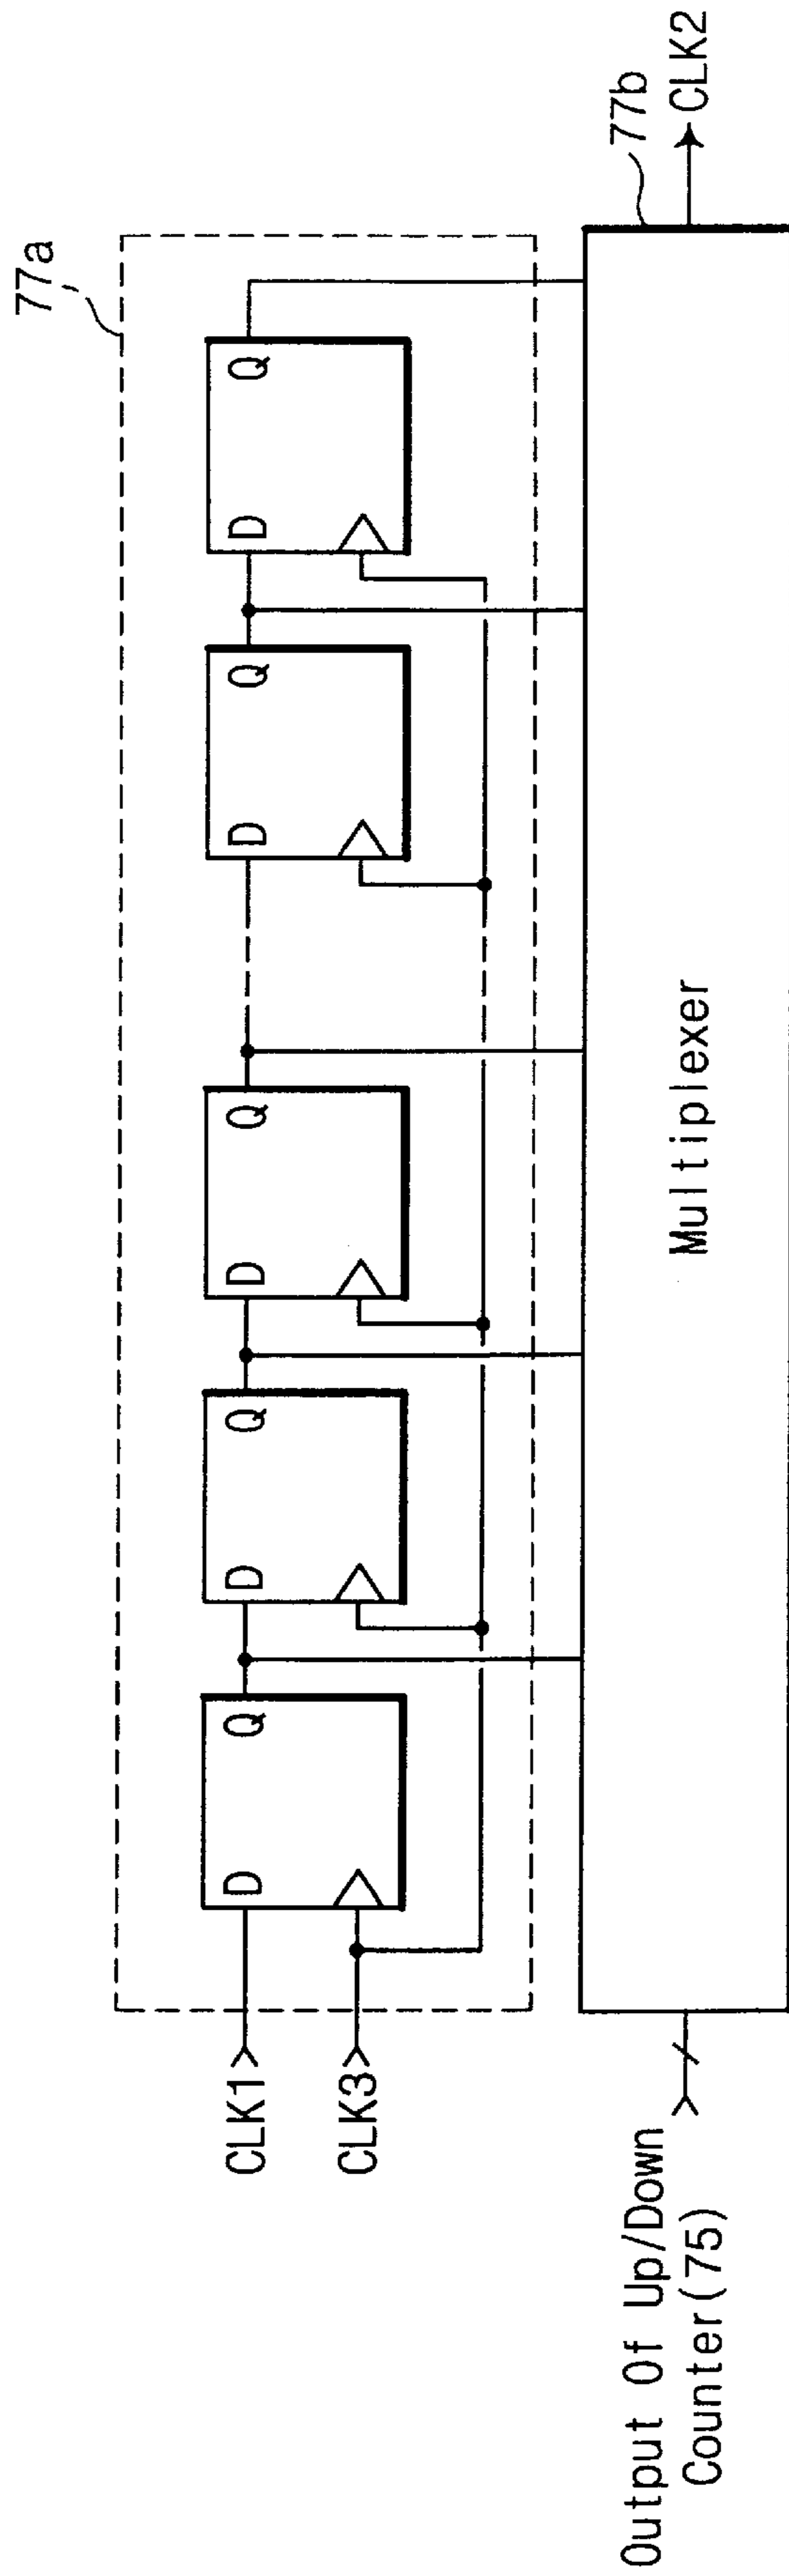 77a
D Q
D Q
D Q
D Q
D Q
CLK1
CLK3
77b
CLK2
Multiplexer
Output Of Up/Down
Counter(75)